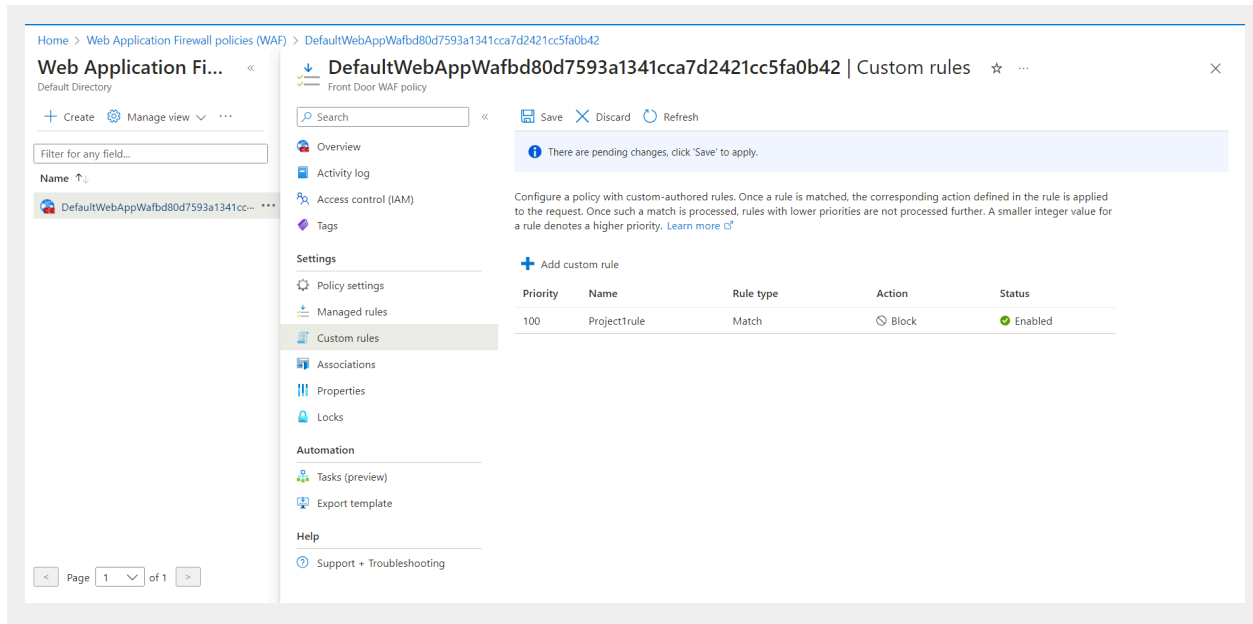 Home > Web Application Firewall policies (WAF) > DefaultWebAppWafbd80d7593a1341cca7d2421cc5fa0b42
Web Application Fi... «
Default Directory
+ Create Manage view ···
Filter for any field...
Name ↑↓
DefaultWebAppWafbd80d7593a1341cc··· ···
< Page 1 of 1 >
DefaultWebAppWafbd80d7593a1341cca7d2421cc5fa0b42 | Custom rules ☆ ···
Front Door WAF policy
Search «
Overview
Activity log
Access control (IAM)
Tags
Settings
Policy settings
Managed rules
Custom rules
Associations
Properties
Locks
Automation
Tasks (preview)
Export template
Help
Support + Troubleshooting
Save Discard Refresh
There are pending changes, click 'Save' to apply.
Configure a policy with custom-authored rules. Once a rule is matched, the corresponding action defined in the rule is applied
to the request. Once such a match is processed, rules with lower priorities are not processed further. A smaller integer value for
a rule denotes a higher priority. Learn more
+ Add custom rule
Priority Name Rule type Action Status
100 Project1rule Match Block Enabled